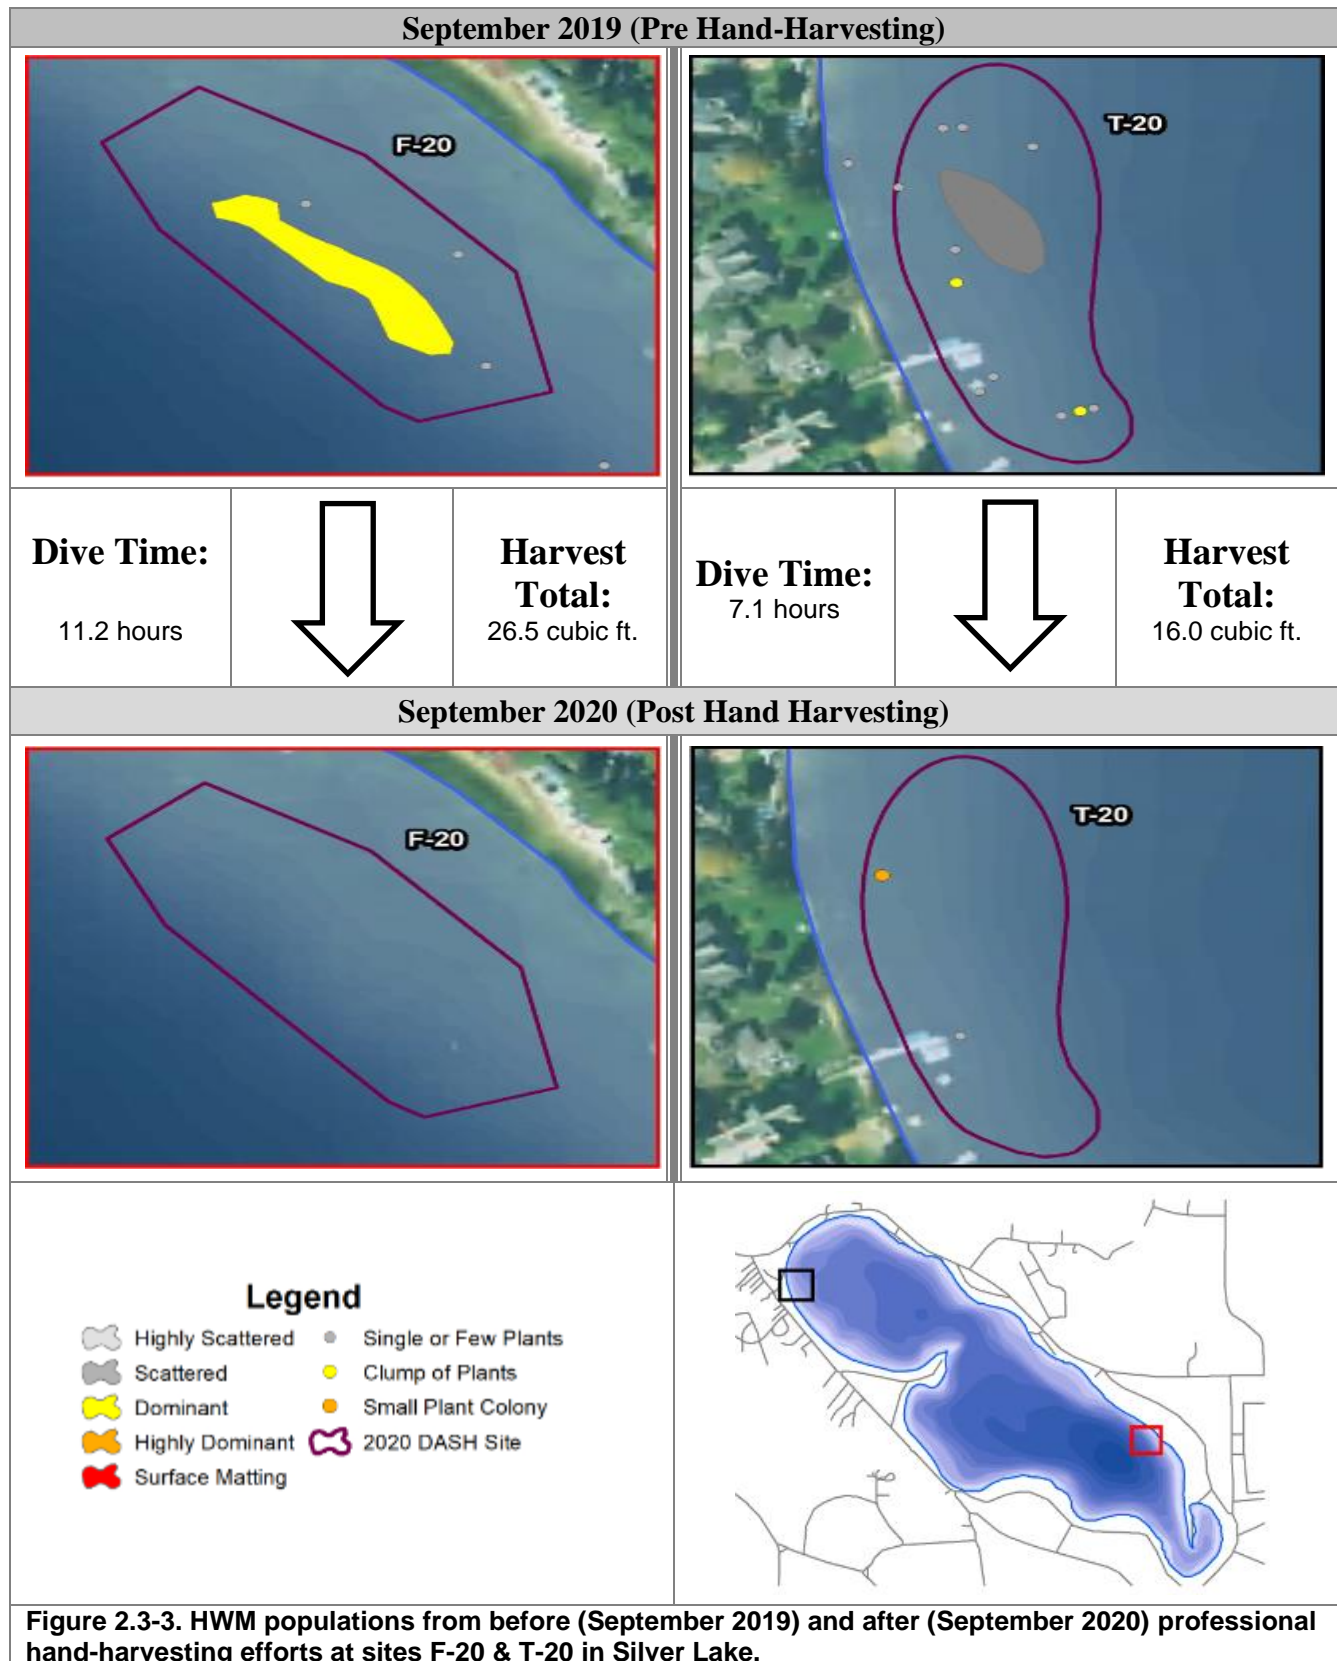 September 2019 (Pre Hand-Harvesting)
F-20
T-20
Dive Time:
11.2 hours
Harvest
Total:
26.5 cubic ft.
Dive Time:
7.1 hours
Harvest
Total:
16.0 cubic ft.
September 2020 (Post Hand Harvesting)
F-20
T-20
Legend
Highly Scattered
Scattered
Dominant
Highly Dominant
Surface Matting
Single or Few Plants
Clump of Plants
Small Plant Colony
2020 DASH Site
Figure 2.3-3. HWM populations from before (September 2019) and after (September 2020) professional
hand-harvesting efforts at sites F-20 & T-20 in Silver Lake.